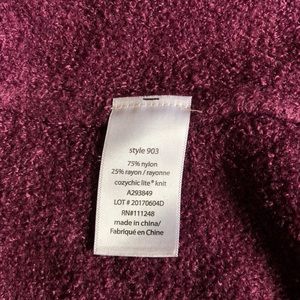 style 903
75% nylon
25% rayon / rayonne
cozychic lite® knit
A293849
LOT # 20170604D
RN#111248
made in china/
Fabriqué en Chine